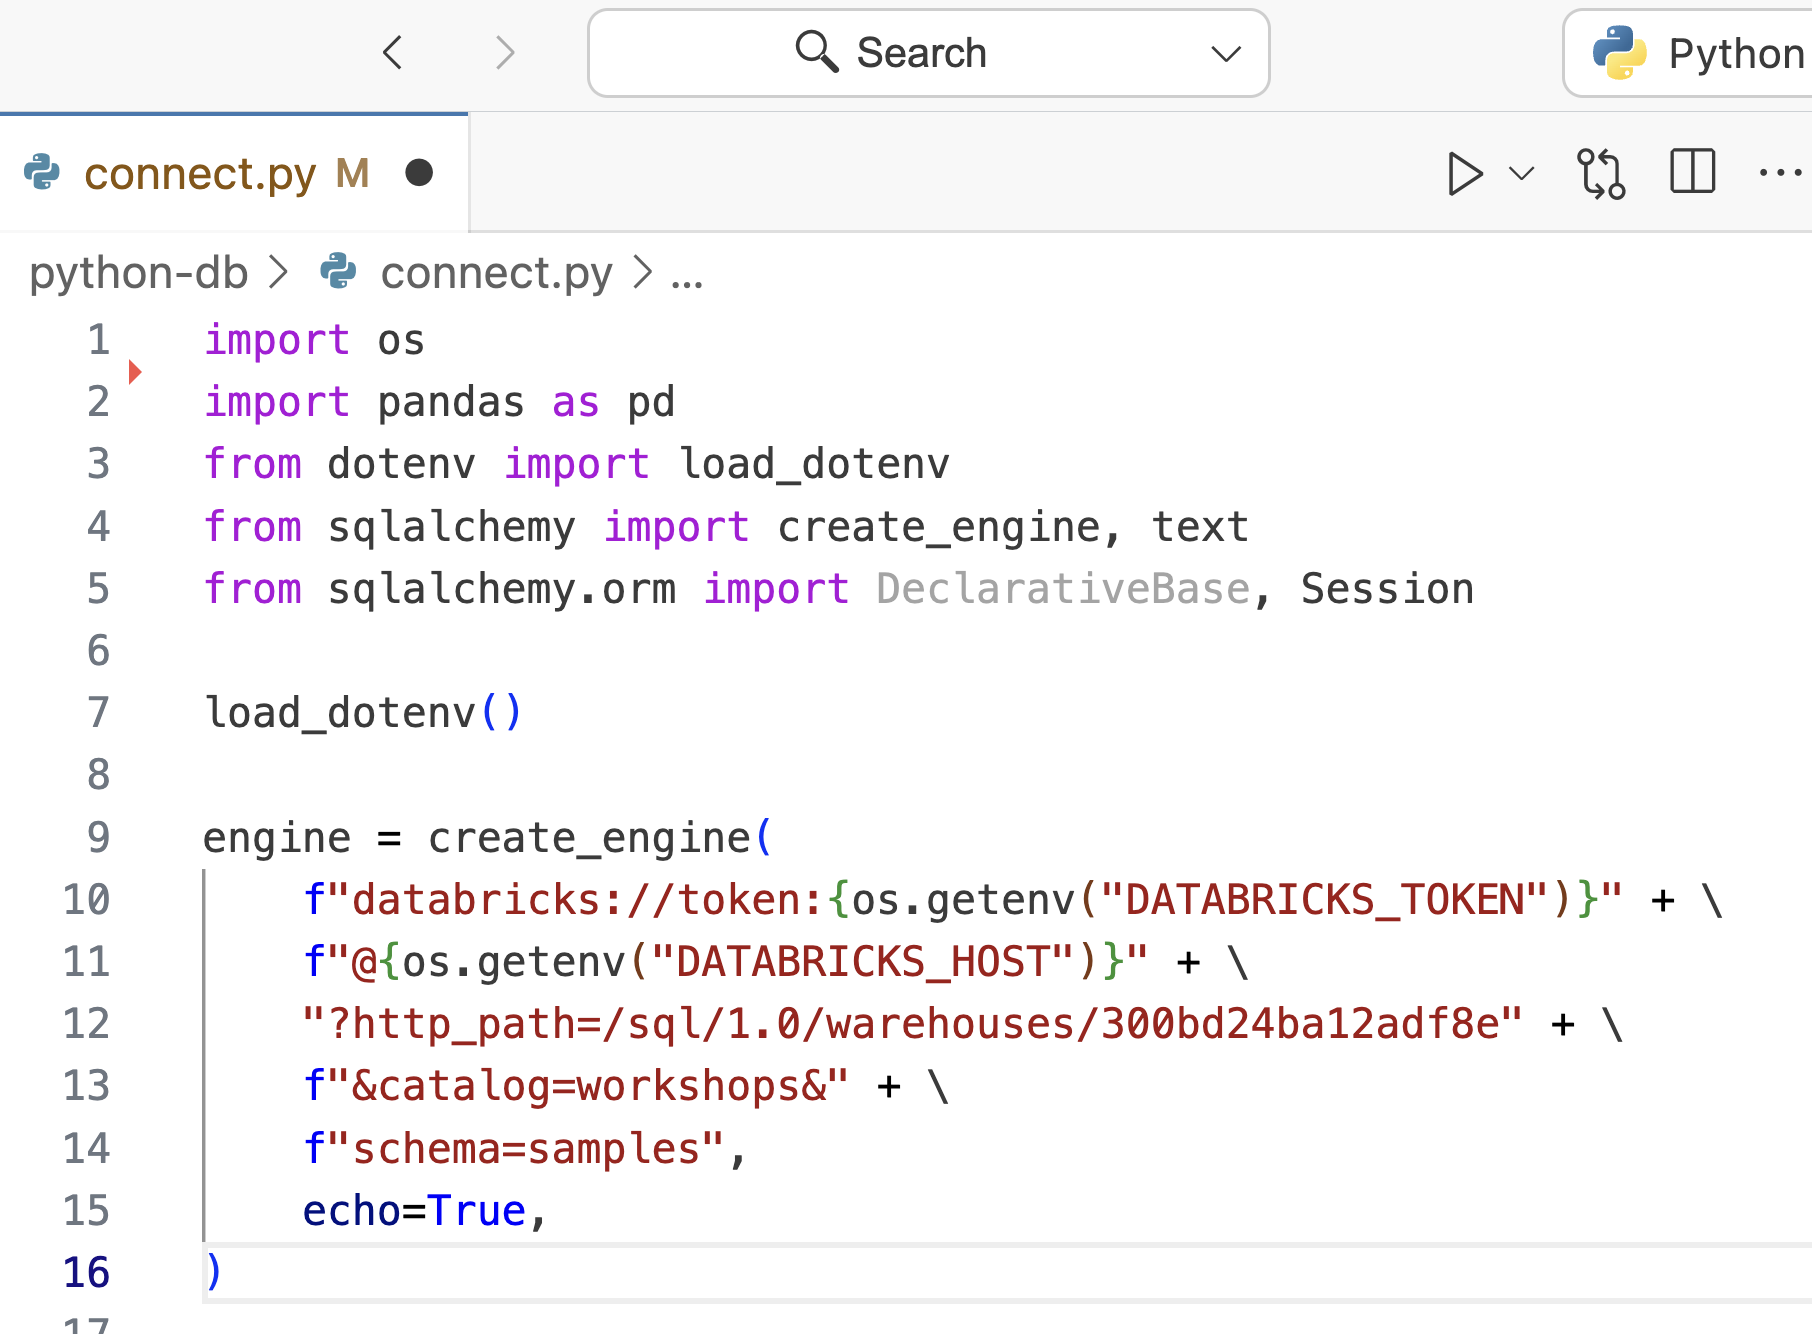 Search
Python
connect.py M
python-db > connect.py > ...
1 import os
2 import pandas as pd
3 from dotenv import load_dotenv
4 from sqlalchemy import create_engine, text
5 from sqlalchemy.orm import DeclarativeBase, Session
6
7 load_dotenv()
8
9 engine = create_engine(
10     f"databricks://token:{os.getenv("DATABRICKS_TOKEN")}" + \
11     f"@{os.getenv("DATABRICKS_HOST")}" + \
12     "?http_path=/sql/1.0/warehouses/300bd24ba12adf8e" + \
13     f"&catalog=workshops&" + \
14     f"schema=samples",
15     echo=True,
16 )
17